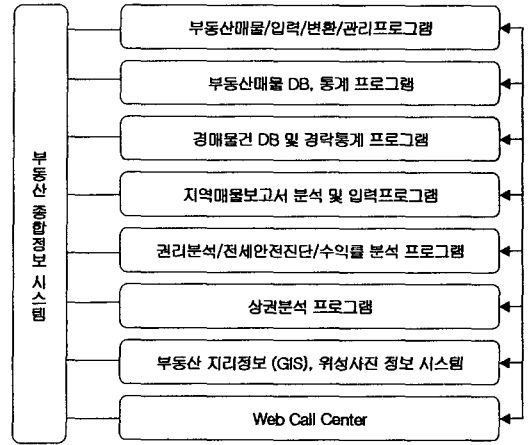 부동산 종합정보 시스템
부동산매물/입력/변환/관리프로그램
부동산매물 DB, 통계 프로그램
경매물건 DB 및 경락통계 프로그램
지역매물보고서 분석 및 입력프로그램
권리분석/전세안전진단/수익률 분석 프로그램
상권분석 프로그램
부동산 지리정보 (GIS), 위성사진 정보 시스템
Web Call Center